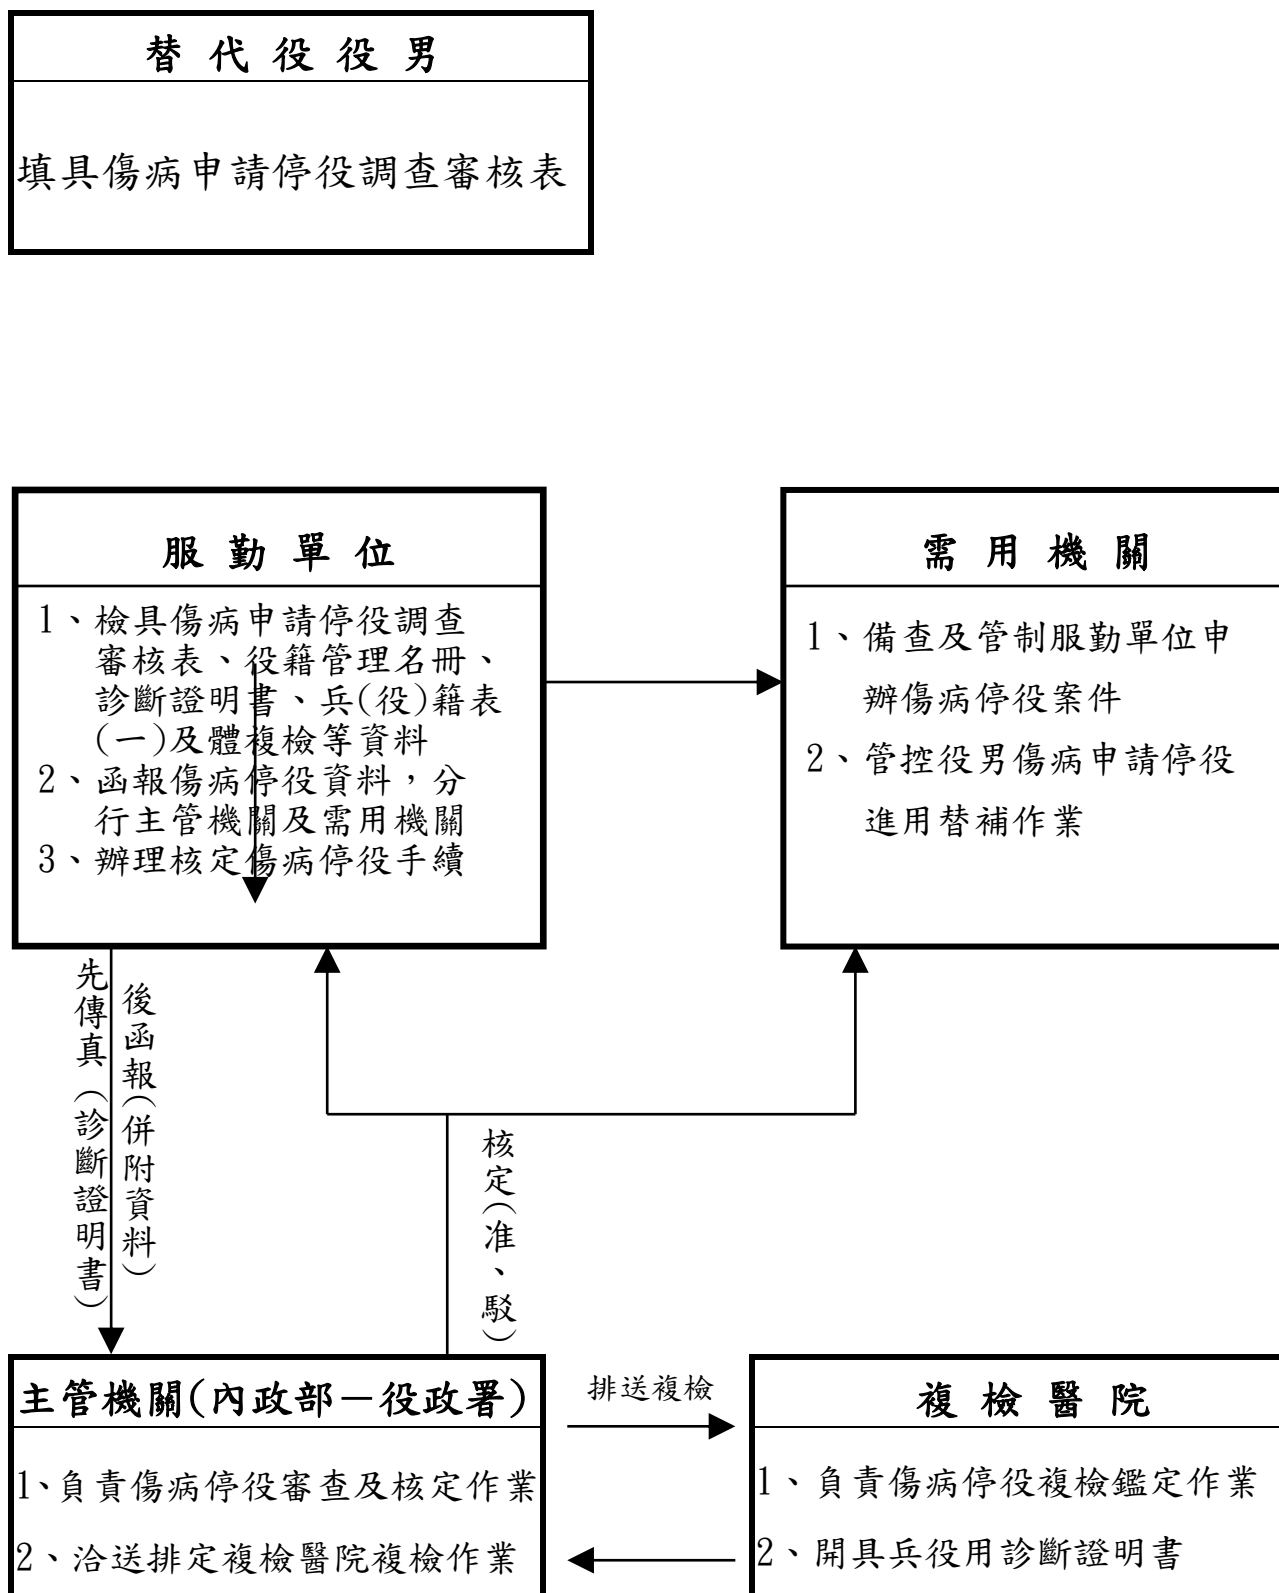 替代役役男
填具傷病申請停役調查審核表
服勤單位
1、檢具傷病申請停役調查
審核表、役籍管理名冊、
診斷證明書、兵(役)籍表
(一)及體複檢等資料
2、函報傷病停役資料，分
行主管機關及需用機關
3、辦理核定傷病停役手續
需用機關
1、備查及管制服勤單位申
辦傷病停役案件
2、管控役男傷病申請停役
進用替補作業
先傳真(診斷證明書)
後函報(併附資料)
核定(准、駁)
主管機關(內政部－役政署)
1、負責傷病停役審查及核定作業
2、洽送排定複檢醫院複檢作業
排送複檢
複檢醫院
1、負責傷病停役複檢鑑定作業
2、開具兵役用診斷證明書